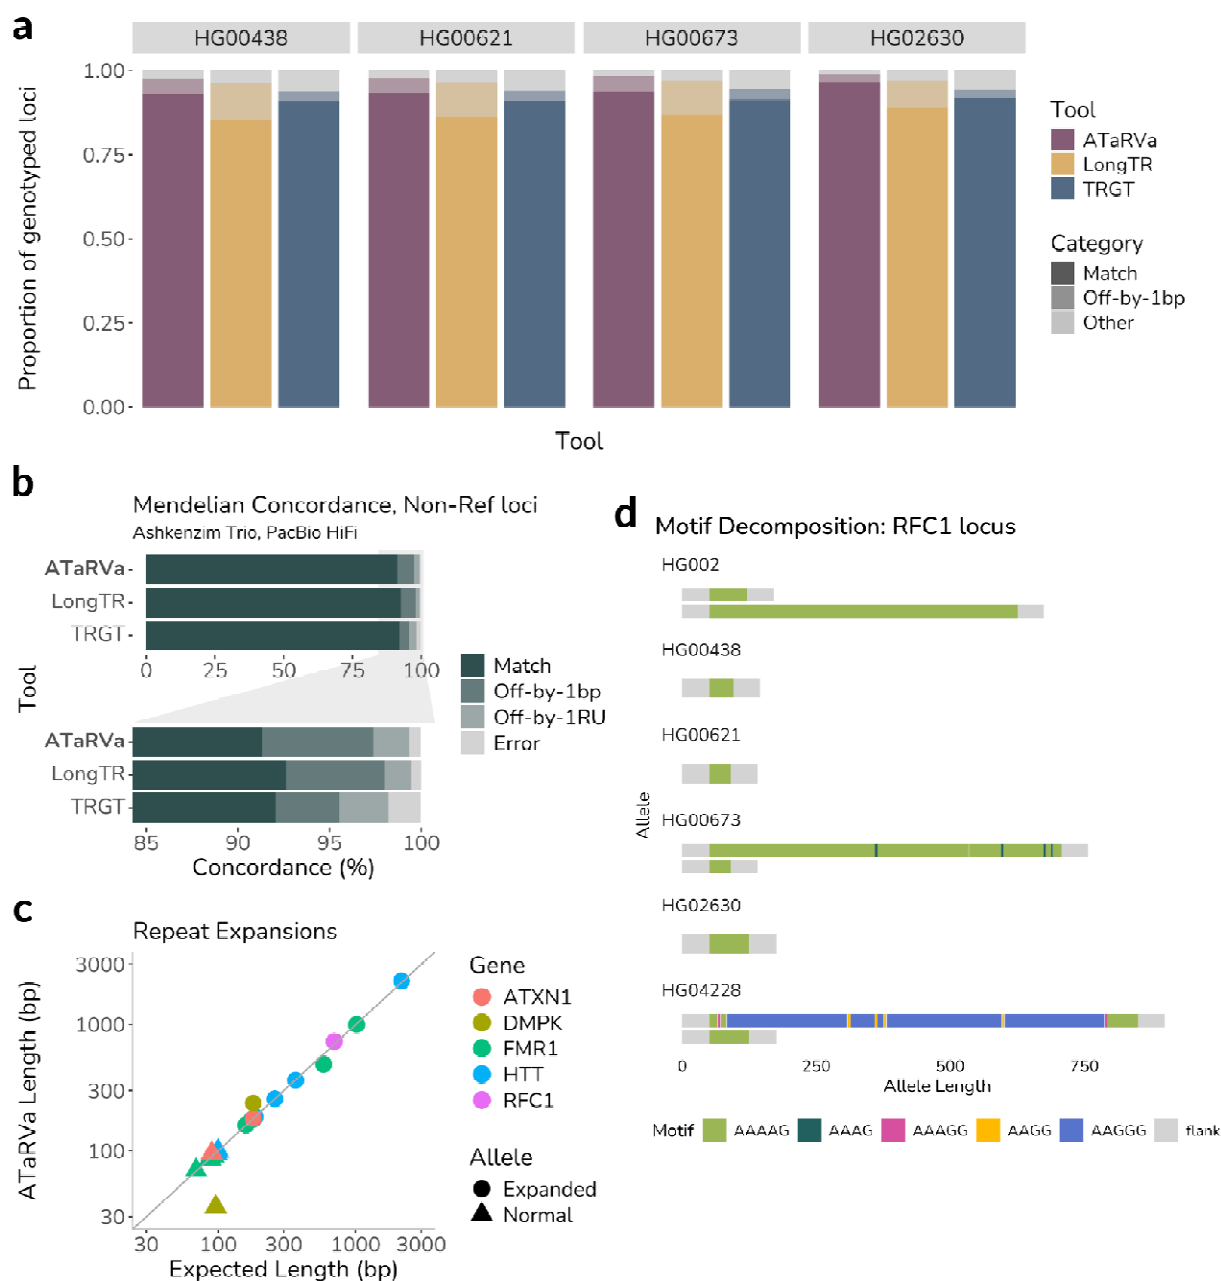 a
HG00438 HG00621 HG00673 HG02630
Proportion of genotyped loci
1.00
0.75
0.50
0.25
0.00
Tool
Tool
ATaRVa
LongTR
TRGT
Category
Match
Off-by-1bp
Other
b
Mendelian Concordance, Non-Ref loci
Ashkenzim Trio, PacBio HiFi
Tool
ATaRVa
LongTR
TRGT
0 25 50 75 100
Match
Off-by-1bp
Off-by-1RU
Error
ATaRVa
LongTR
TRGT
85 90 95 100
Concordance (%)
c
Repeat Expansions
ATaRVa Length (bp)
3000
1000
300
100
30
30 100 300 1000 3000
Expected Length (bp)
Gene
ATXN1
DMPK
FMR1
HTT
RFC1
Allele
Expanded
Normal
d
Motif Decomposition: RFC1 locus
Allele
HG002
HG00438
HG00621
HG00673
HG02630
HG04228
0 250 500 750
Allele Length
Motif AAAAG AAAG AAAGG AAGG AAGGG flank